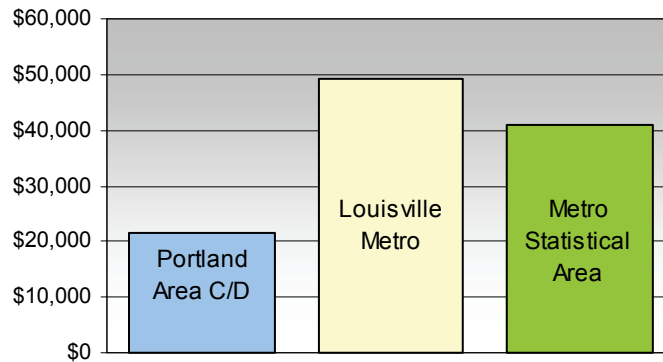 $60,000
$50,000
$40,000
$30,000
$20,000
$10,000
$0
Portland
Area C/D
Louisville
Metro
Metro
Statistical
Area